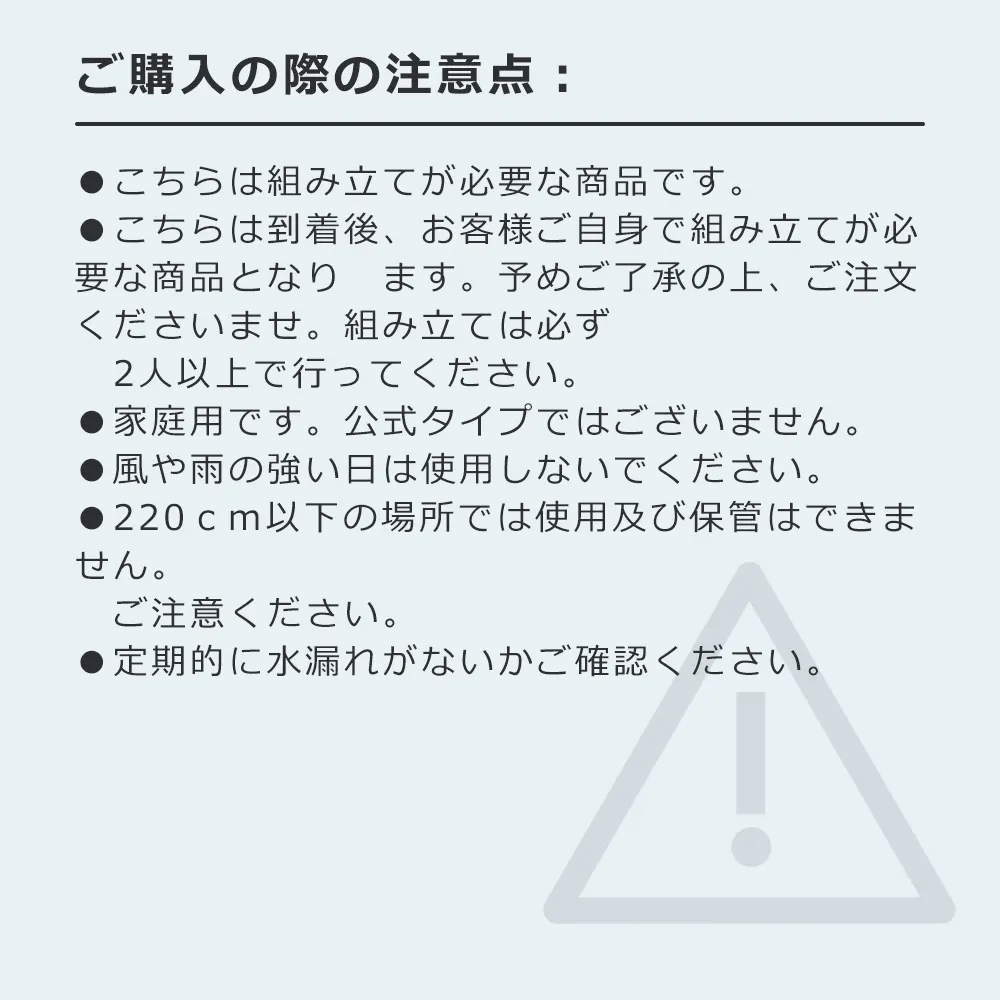 ご購入の際の注意点：
●こちらは組み立てが必要な商品です。
●こちらは到着後、お客様ご自身で組み立てが必
要な商品となり　ます。予めご了承の上、ご注文
くださいませ。組み立ては必ず
　2人以上で行ってください。
●家庭用です。公式タイプではございません。
●風や雨の強い日は使用しないでください。
●220ｃm以下の場所では使用及び保管はできま
せん。
　ご注意ください。
●定期的に水漏れがないかご確認ください。